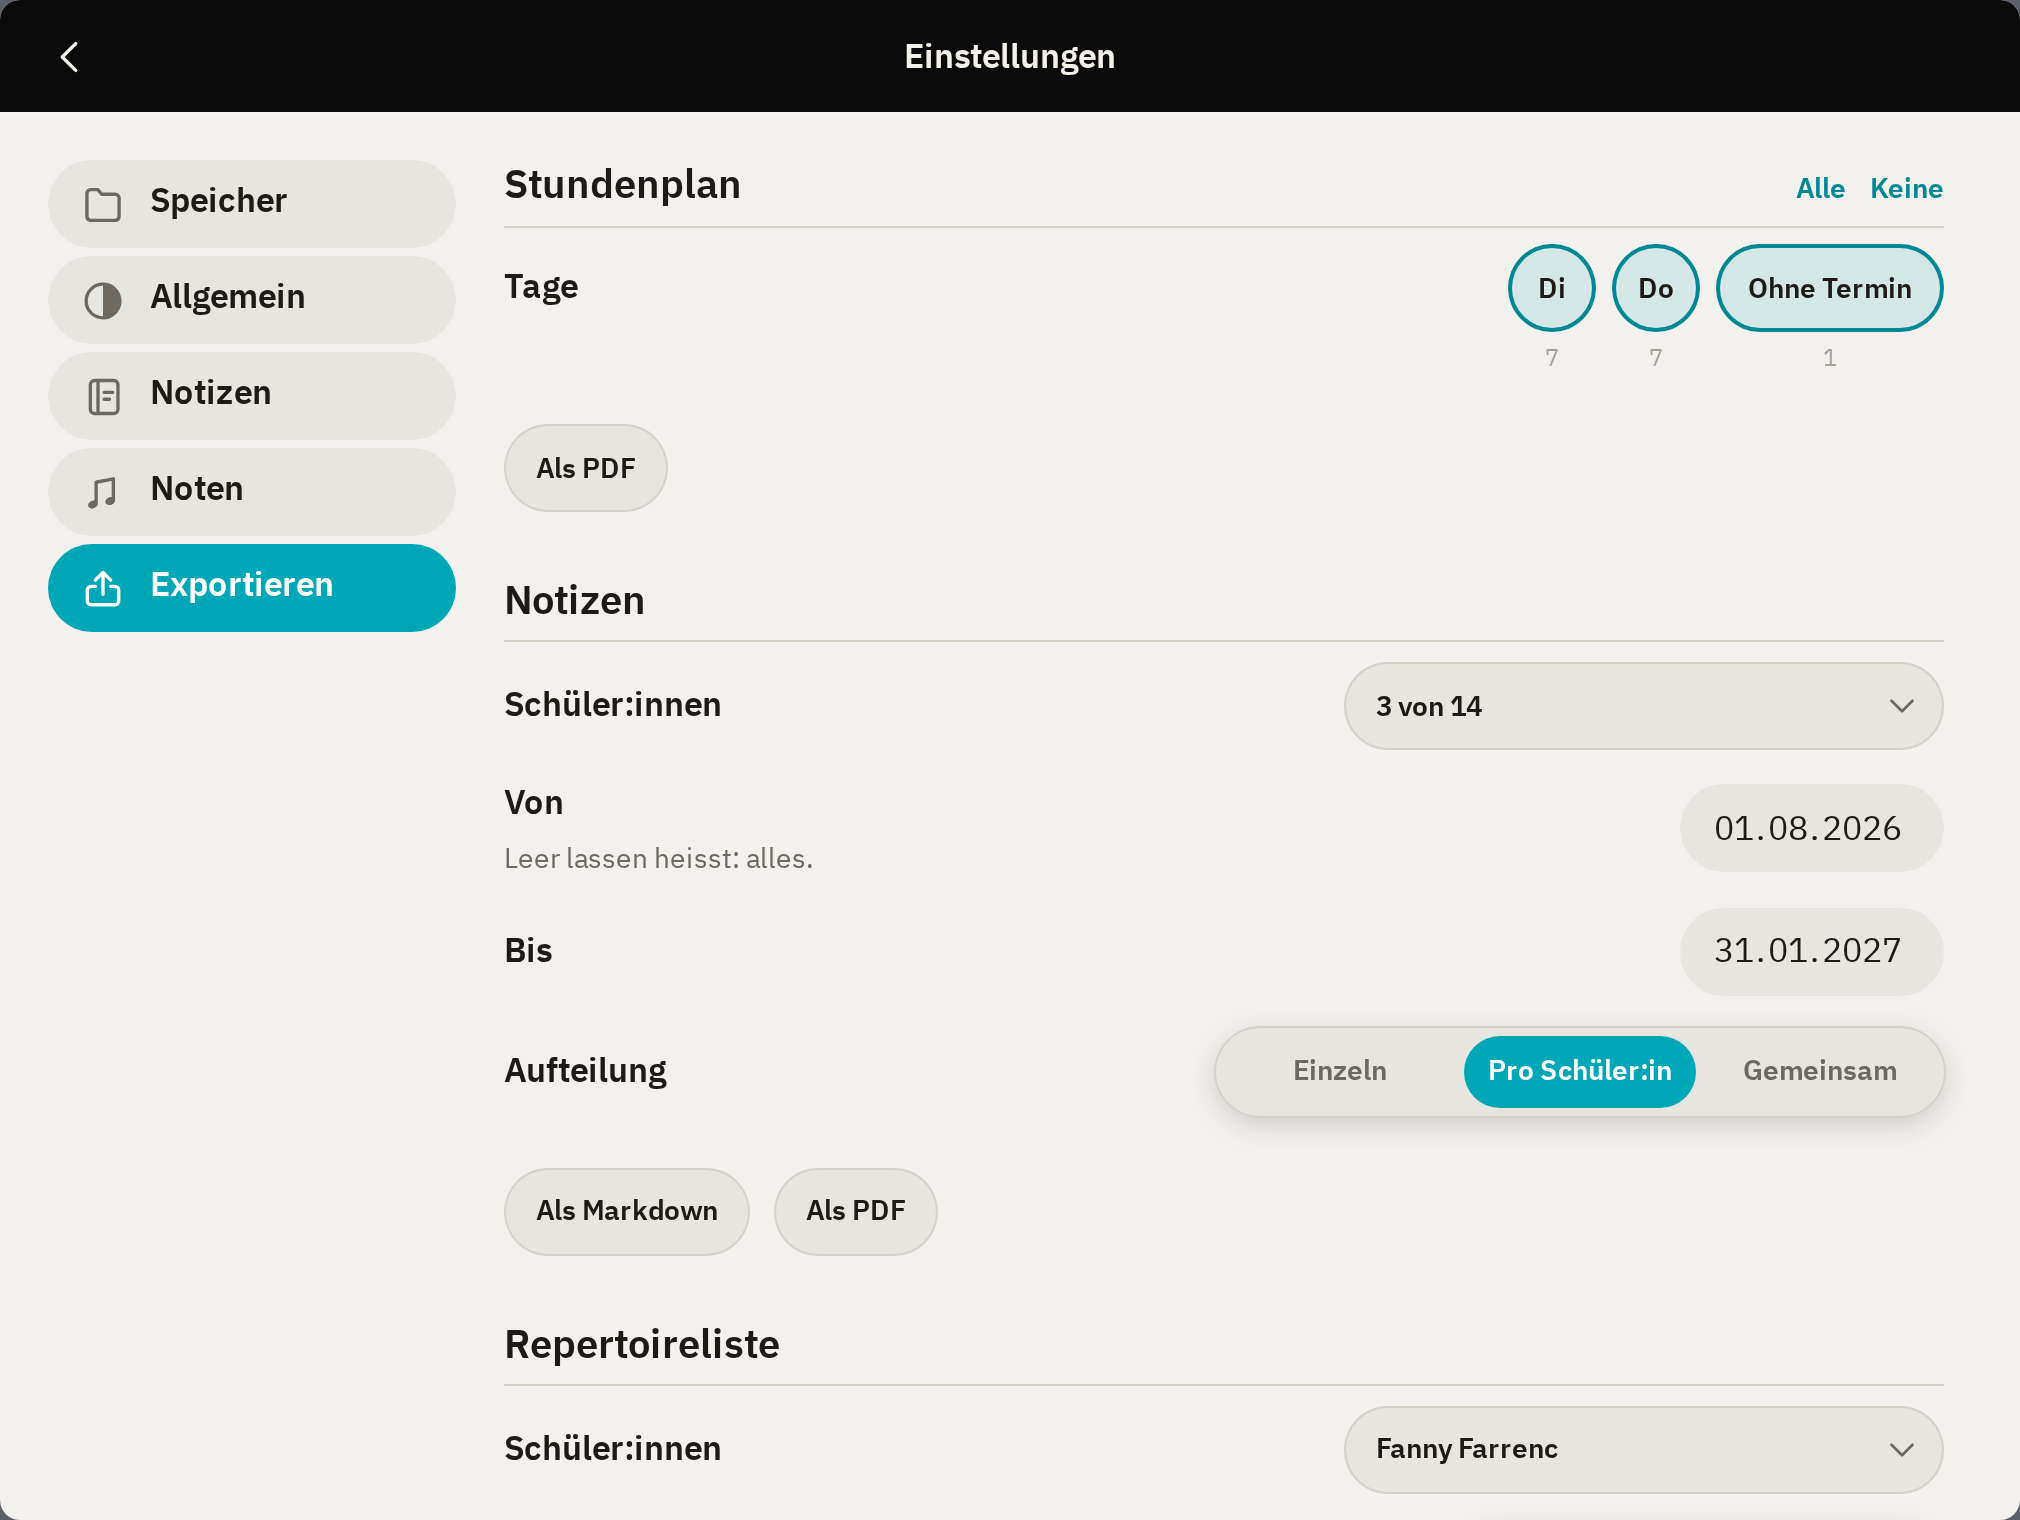 Einstellungen
Speicher
Allgemein
Notizen
Noten
Exportieren
Stundenplan
Alle Keine
Tage
Di Do Ohne Termin
7 7 1
Als PDF
Notizen
Schüler:innen
3 von 14
Von
Leer lassen heisst: alles.
01.08.2026
Bis
31.01.2027
Aufteilung
Einzeln Pro Schüler:in Gemeinsam
Als Markdown Als PDF
Repertoireliste
Schüler:innen
Fanny Farrenc